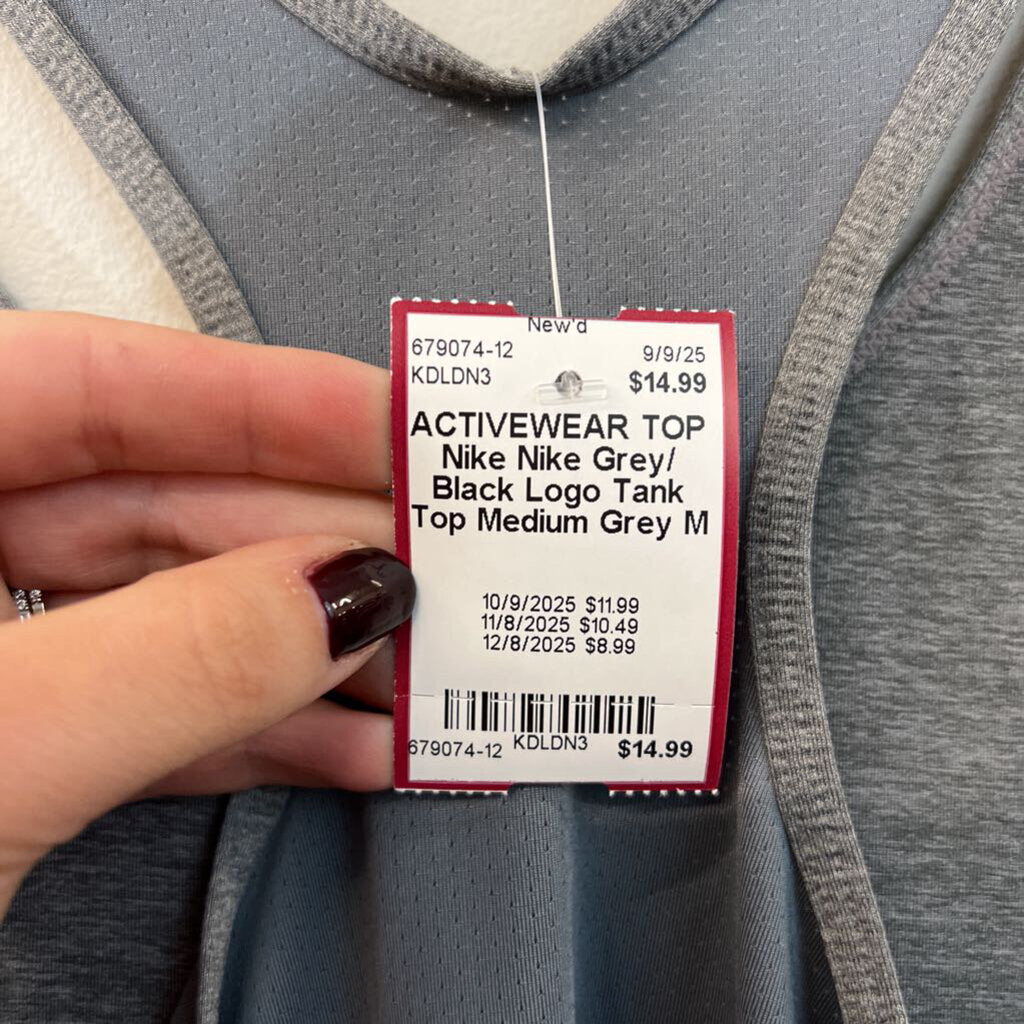 New'd
679074-12 9/9/25
KDLDN3 $14.99
ACTIVEWEAR TOP
Nike Nike Grey/
Black Logo Tank
Top Medium Grey M
10/9/2025 $11.99
11/8/2025 $10.49
12/8/2025 $8.99
679074-12 KDLDN3 $14.99